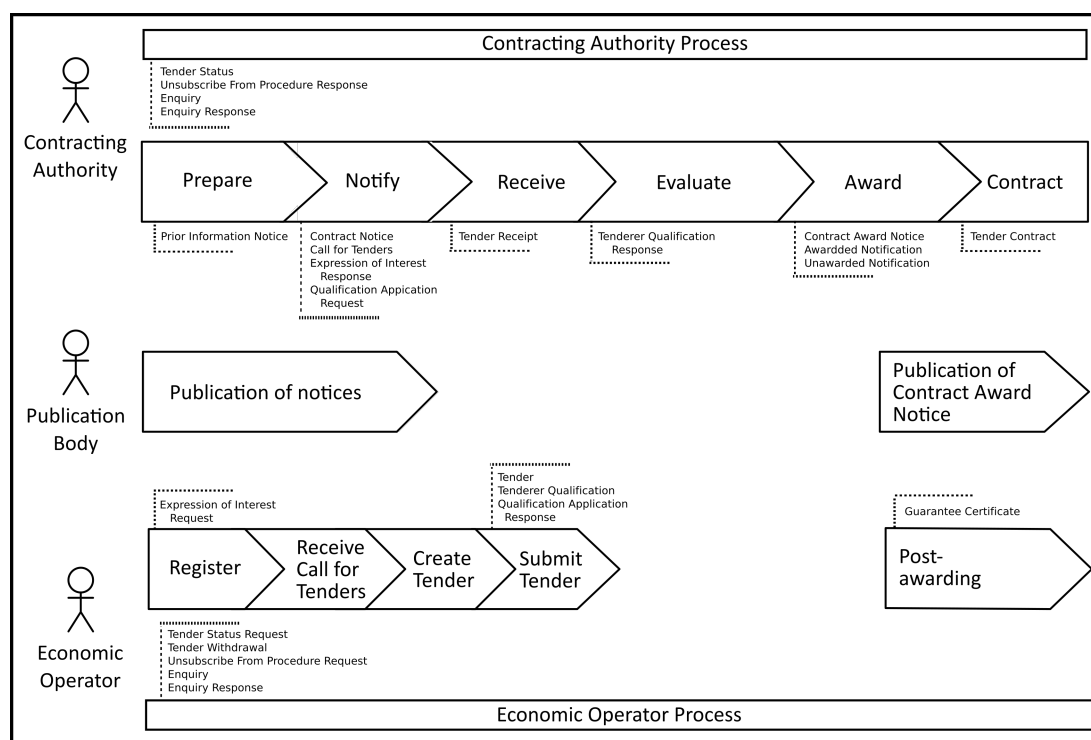 Contracting Authority Process
Tender Status
Unsubscribe From Procedure Response
Enquiry
Enquiry Response
Contracting
Authority
Prepare
Notify
Receive
Evaluate
Award
Contract
Prior Information Notice
Contract Notice
Call for Tenders
Expression of Interest
Response
Qualification Appication
Request
Tender Receipt
Tenderer Qualification
Response
Contract Award Notice
Awardded Notification
Unawarded Notification
Tender Contract
Publication
Body
Publication of notices
Publication of
Contract Award
Notice
Expression of Interest
Request
Tender
Tenderer Qualification
Qualification Application
Response
Guarantee Certificate
Register
Receive
Call for
Tenders
Create
Tender
Submit
Tender
Post-
awarding
Economic
Operator
Tender Status Request
Tender Withdrawal
Unsubscribe From Procedure Request
Enquiry
Enquiry Response
Economic Operator Process